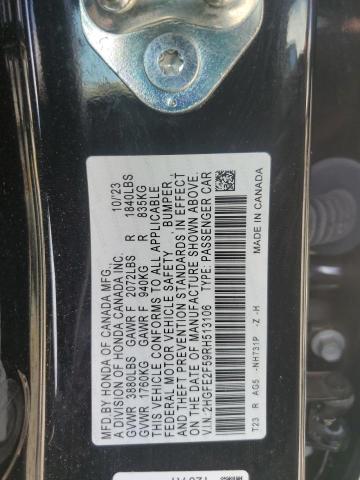 MFD BY HONDA OF CANADA MFG. 10/23
A DIVISION OF HONDA CANADA INC.
GVWR 3880LBS GAWR F 2072LBS R 1840LBS
GVWR 1760KG GAWR F 940KG R 835KG
THIS VEHICLE CONFORMS TO ALL APPLICABLE
FEDERAL MOTOR VEHICLE SAFETY, BUMPER,
AND THEFT PREVENTION STANDARDS IN EFFECT
ON THE DATE OF MANUFACTURE SHOWN ABOVE.
V.I.N. 2HGFE2F59RH513106 TYPE: PASSENGER CAR
T23 R AG5 -NH731P -Z -H MADE IN CANADA